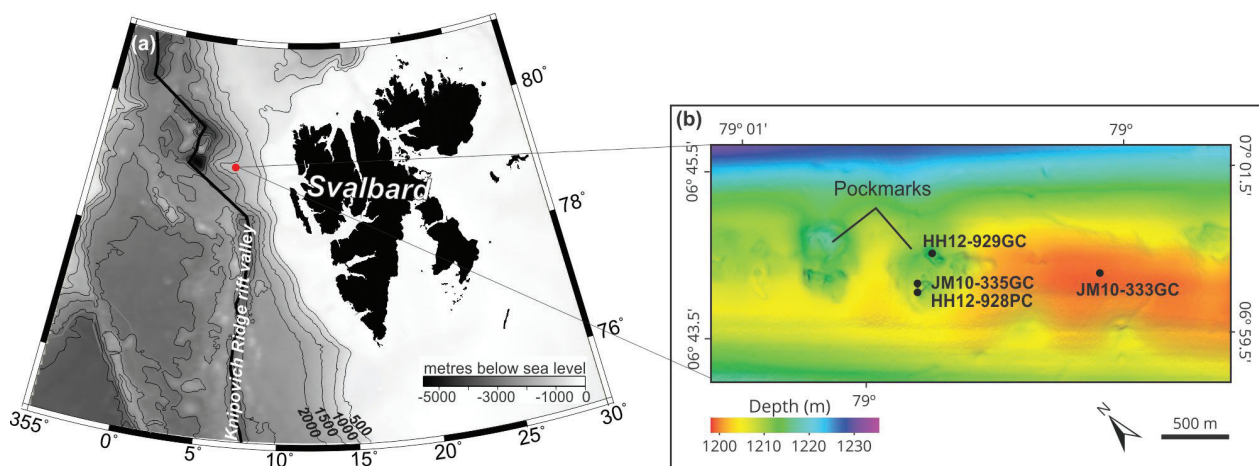 (a)
80°
78°
76°
Svalbard
Knipovich Ridge rift valley
metres below sea level
-5000 -3000 -1000 0
2000
1500
1000
500
355°
0°
5°
10°
15°
20°
25°
30°
(b)
79° 01'
79°
06° 45.5'
07° 01.5'
Pockmarks
HH12-929GC
JM10-335GC
HH12-928PC
JM10-333GC
06° 43.5'
06° 59.5'
79°
Depth (m)
1200 1210 1220 1230
N
500 m